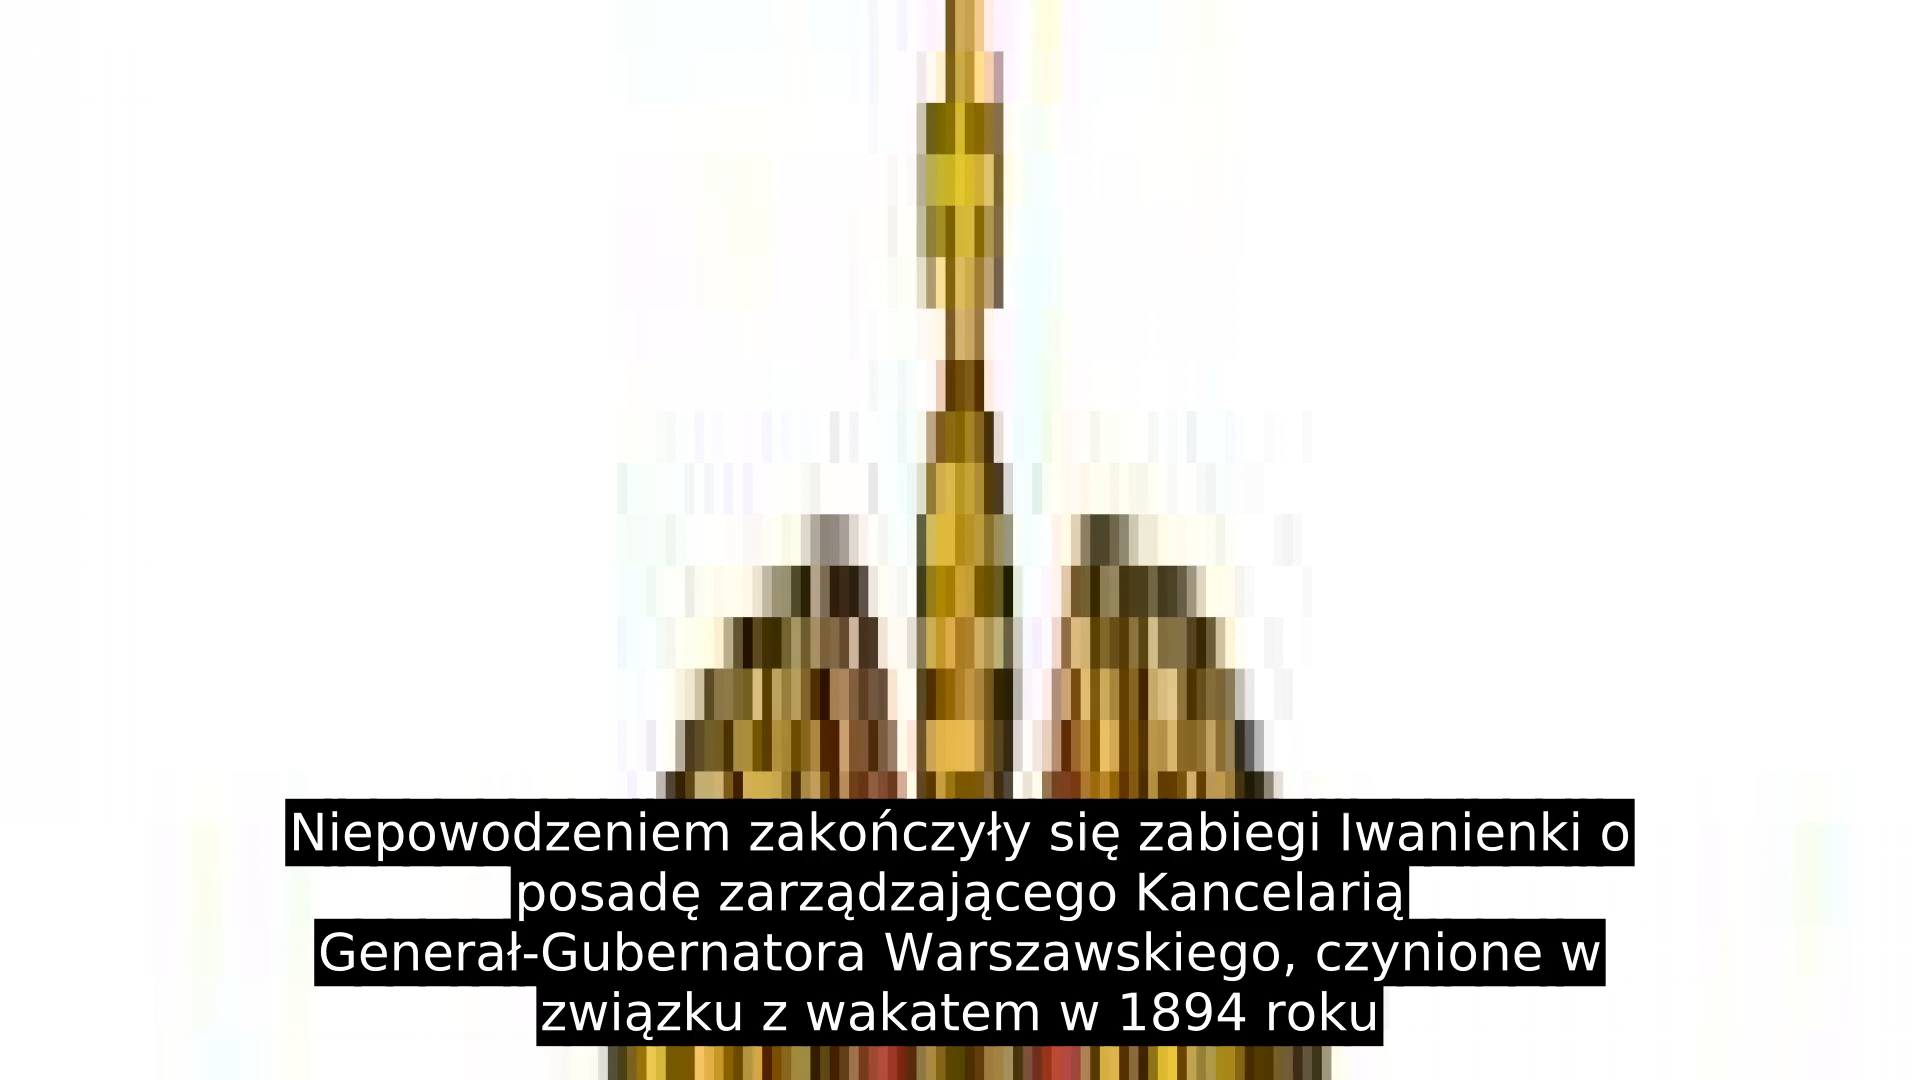 Niepowodzeniem zakończyły się zabiegi Iwanienki o
posadę zarządzającego Kancelarią
Generał-Gubernatora Warszawskiego, czynione w
związku z wakatem w 1894 roku